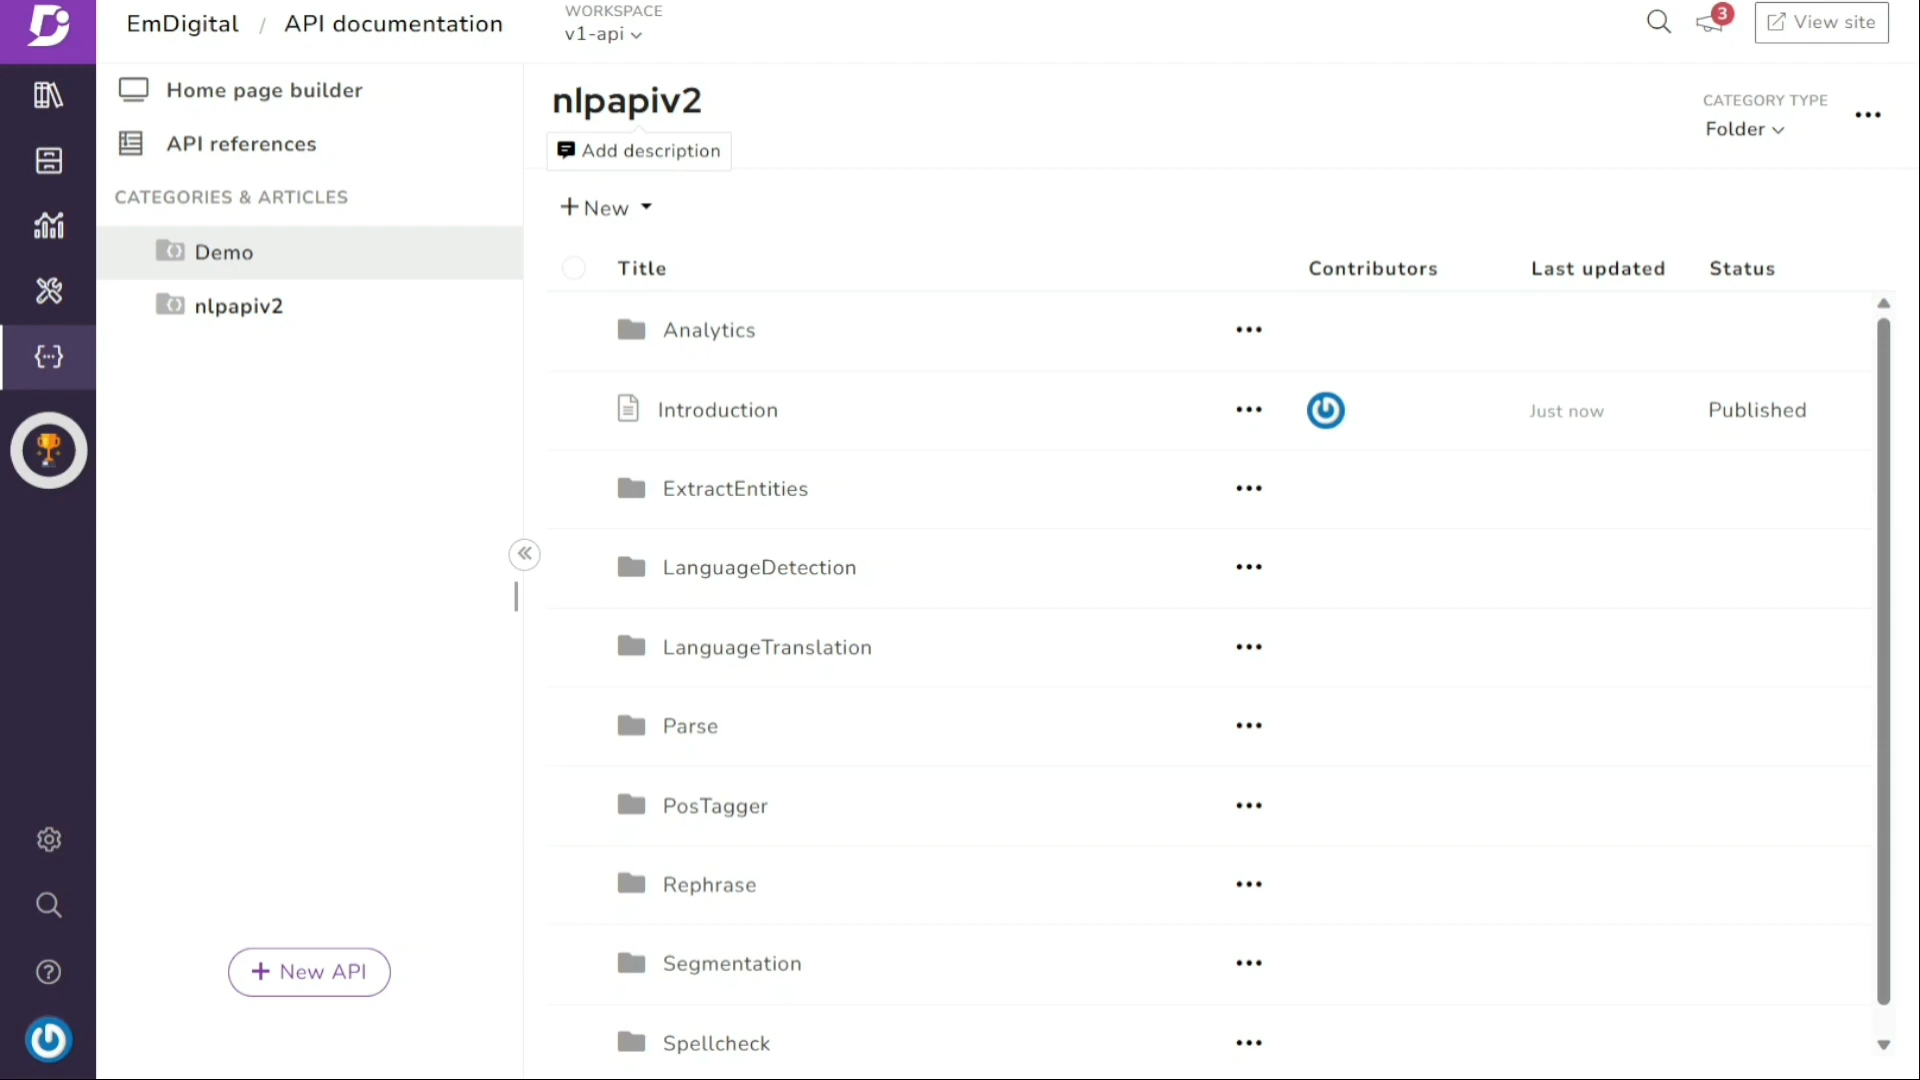 EmDigital / API documentation
WORKSPACE
v1-api
3
View site
Home page builder
API references
CATEGORIES & ARTICLES
Demo
nlpapiv2
+ New API
nlpapiv2
Add description
CATEGORY TYPE
Folder
+ New
Title
Contributors
Last updated
Status
Analytics
Introduction
Just now
Published
ExtractEntities
LanguageDetection
LanguageTranslation
Parse
PosTagger
Rephrase
Segmentation
Spellcheck